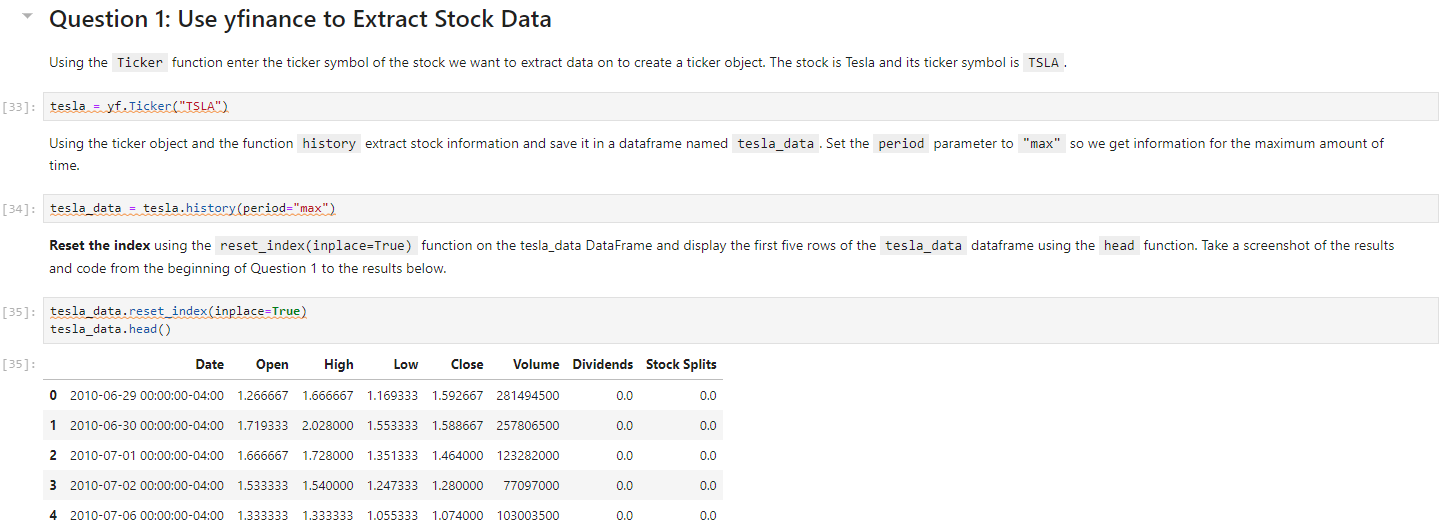 Question 1: Use yfinance to Extract Stock Data
Using the Ticker function enter the ticker symbol of the stock we want to extract data on to create a ticker object. The stock is Tesla and its ticker symbol is TSLA .
[33]: tesla = yf.Ticker("TSLA")
Using the ticker object and the function history extract stock information and save it in a dataframe named tesla_data . Set the period parameter to "max" so we get information for the maximum amount of
time.
[34]: tesla_data = tesla.history(period="max")
Reset the index using the reset_index(inplace=True) function on the tesla_data DataFrame and display the first five rows of the tesla_data dataframe using the head function. Take a screenshot of the results
and code from the beginning of Question 1 to the results below.
[35]: tesla_data.reset_index(inplace=True)
tesla_data.head()
[35]: Date Open High Low Close Volume Dividends Stock Splits
0 2010-06-29 00:00:00-04:00 1.266667 1.666667 1.169333 1.592667 281494500 0.0 0.0
1 2010-06-30 00:00:00-04:00 1.719333 2.028000 1.553333 1.588667 257806500 0.0 0.0
2 2010-07-01 00:00:00-04:00 1.666667 1.728000 1.351333 1.464000 123282000 0.0 0.0
3 2010-07-02 00:00:00-04:00 1.533333 1.540000 1.247333 1.280000 77097000 0.0 0.0
4 2010-07-06 00:00:00-04:00 1.333333 1.333333 1.055333 1.074000 103003500 0.0 0.0